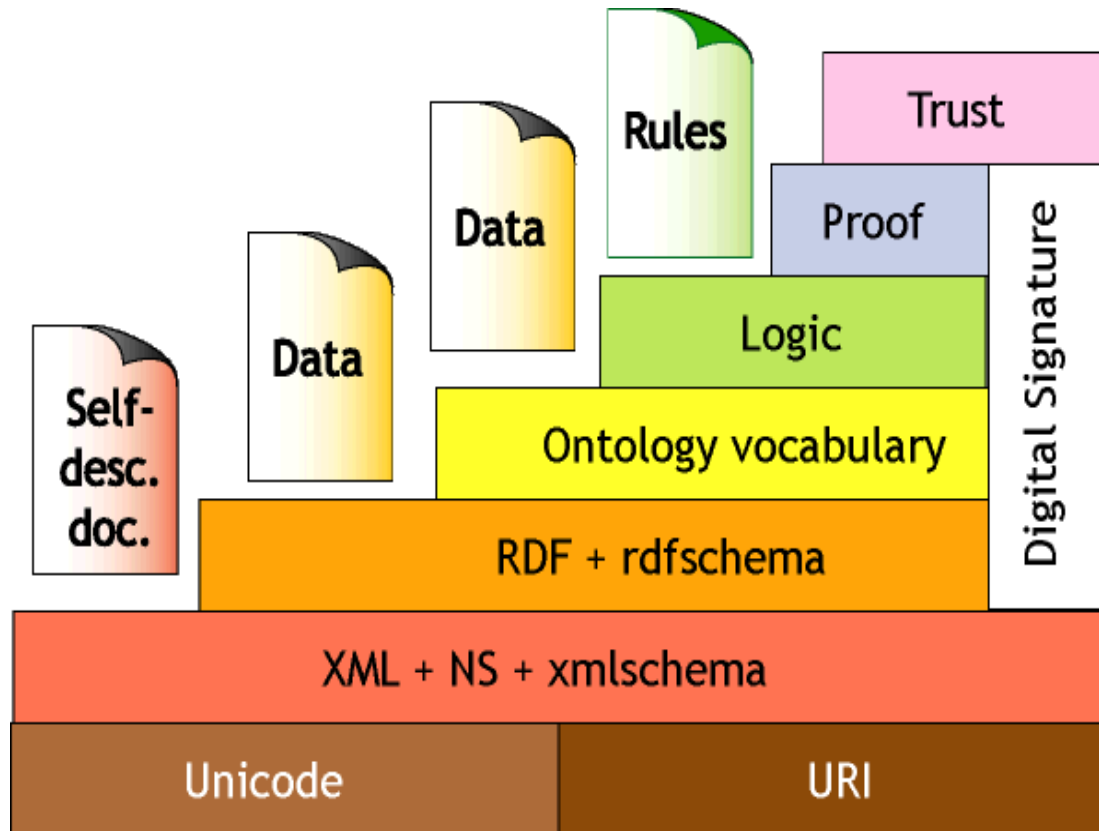 Rules
Trust
Data
Proof
Digital Signature
Data
Logic
Self-
desc.
doc.
Ontology vocabulary
RDF + rdfschema
XML + NS + xmlschema
Unicode
URI